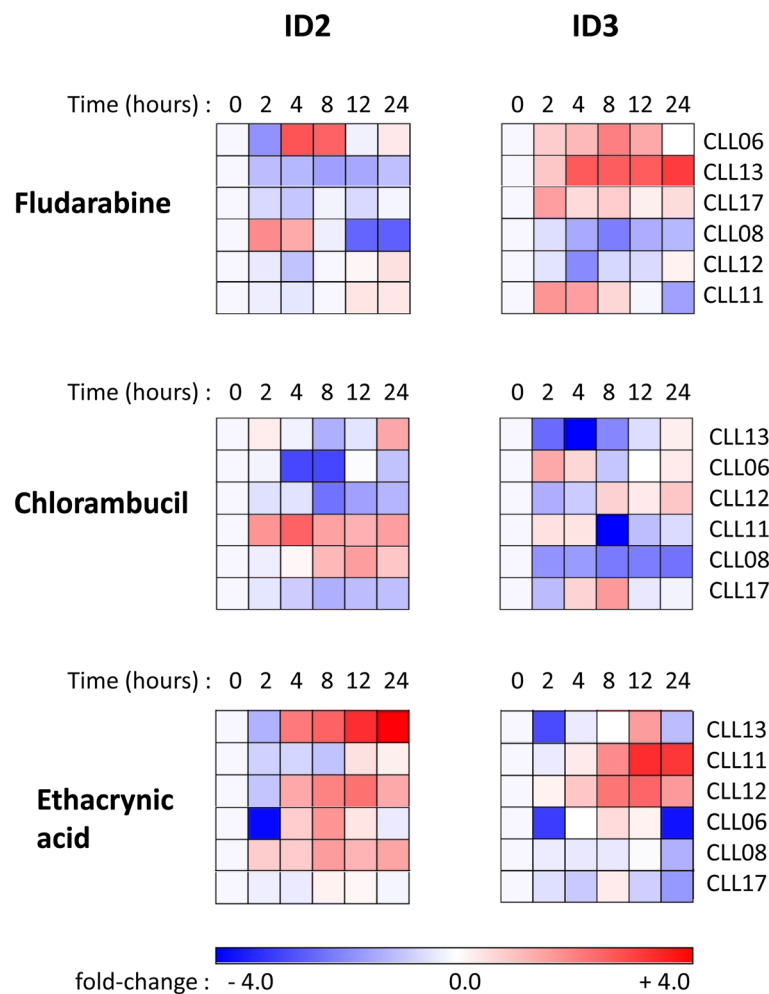 ID2 ID3
Time (hours) : 0 2 4 8 12 24 0 2 4 8 12 24
CLL06
CLL13
Fludarabine
CLL17
CLL08
CLL12
CLL11
Time (hours) : 0 2 4 8 12 24 0 2 4 8 12 24
CLL13
CLL06
Chlorambucil
CLL12
CLL11
CLL08
CLL17
Time (hours) : 0 2 4 8 12 24 0 2 4 8 12 24
CLL13
CLL11
CLL12
Ethacrynic
acid
CLL06
CLL08
CLL17
fold-change : - 4.0 0.0 + 4.0